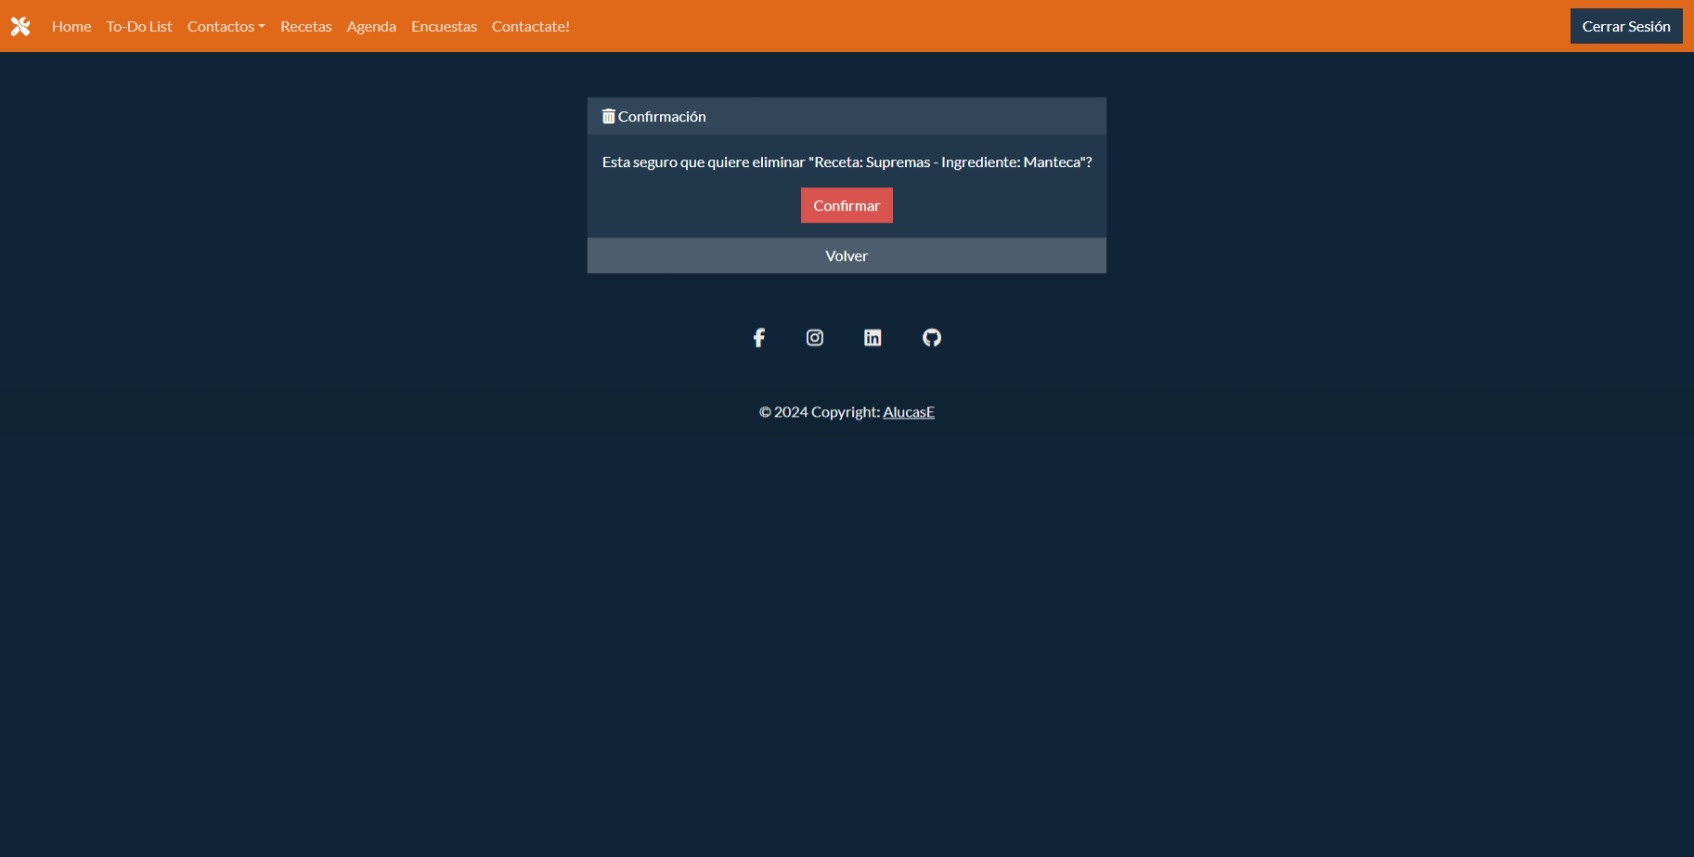 Home To-Do List Contactos Recetas Agenda Encuestas Contactate! Cerrar Sesión
Confirmación
Esta seguro que quiere eliminar "Receta: Supremas - Ingrediente: Manteca"?
Confirmar
Volver
© 2024 Copyright: AlucasE